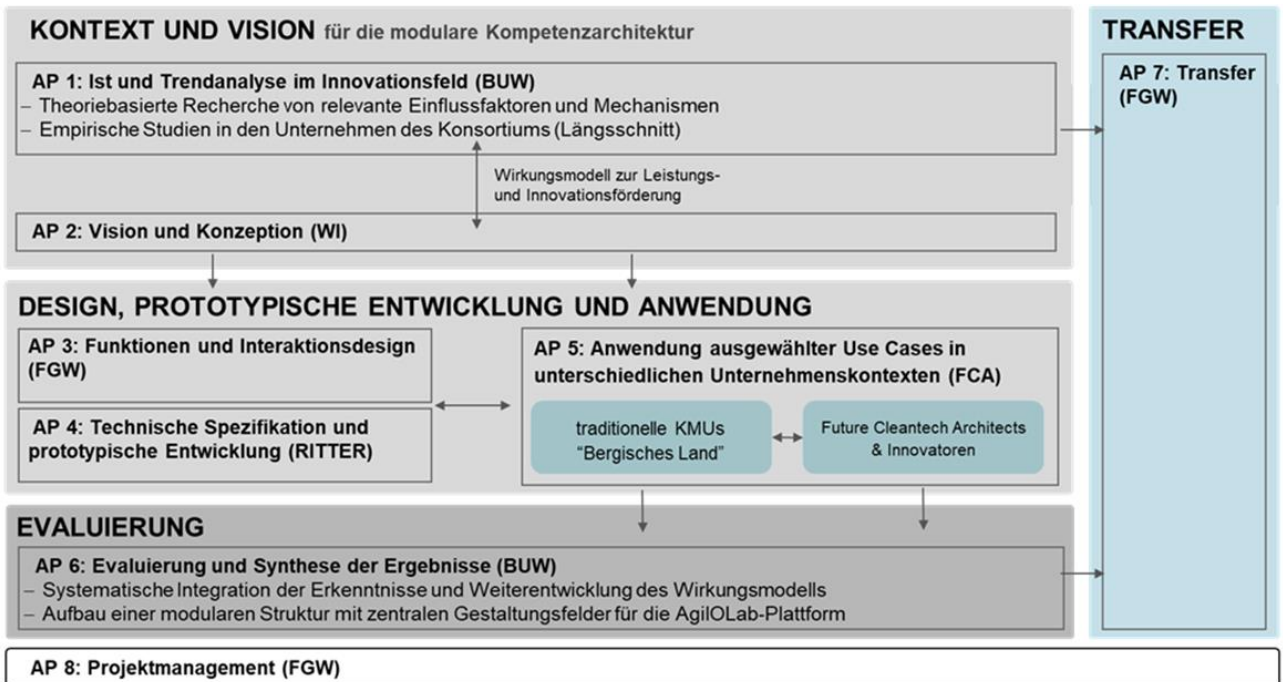 KONTEXT UND VISION für die modulare Kompetenzarchitektur
AP 1: Ist und Trendanalyse im Innovationsfeld (BUW)
– Theoriebasierte Recherche von relevante Einflussfaktoren und Mechanismen
– Empirische Studien in den Unternehmen des Konsortiums (Längsschnitt)
Wirkungsmodell zur Leistungs-
und Innovationsförderung
AP 2: Vision und Konzeption (WI)
DESIGN, PROTOTYPISCHE ENTWICKLUNG UND ANWENDUNG
AP 3: Funktionen und Interaktionsdesign
(FGW)
AP 4: Technische Spezifikation und
prototypische Entwicklung (RITTER)
AP 5: Anwendung ausgewählter Use Cases in
unterschiedlichen Unternehmenskontexten (FCA)
traditionelle KMUs
“Bergisches Land”
Future Cleantech Architects
& Innovatoren
EVALUIERUNG
AP 6: Evaluierung und Synthese der Ergebnisse (BUW)
– Systematische Integration der Erkenntnisse und Weiterentwicklung des Wirkungsmodells
– Aufbau einer modularen Struktur mit zentralen Gestaltungsfelder für die AgilOLab-Plattform
TRANSFER
AP 7: Transfer
(FGW)
AP 8: Projektmanagement (FGW)